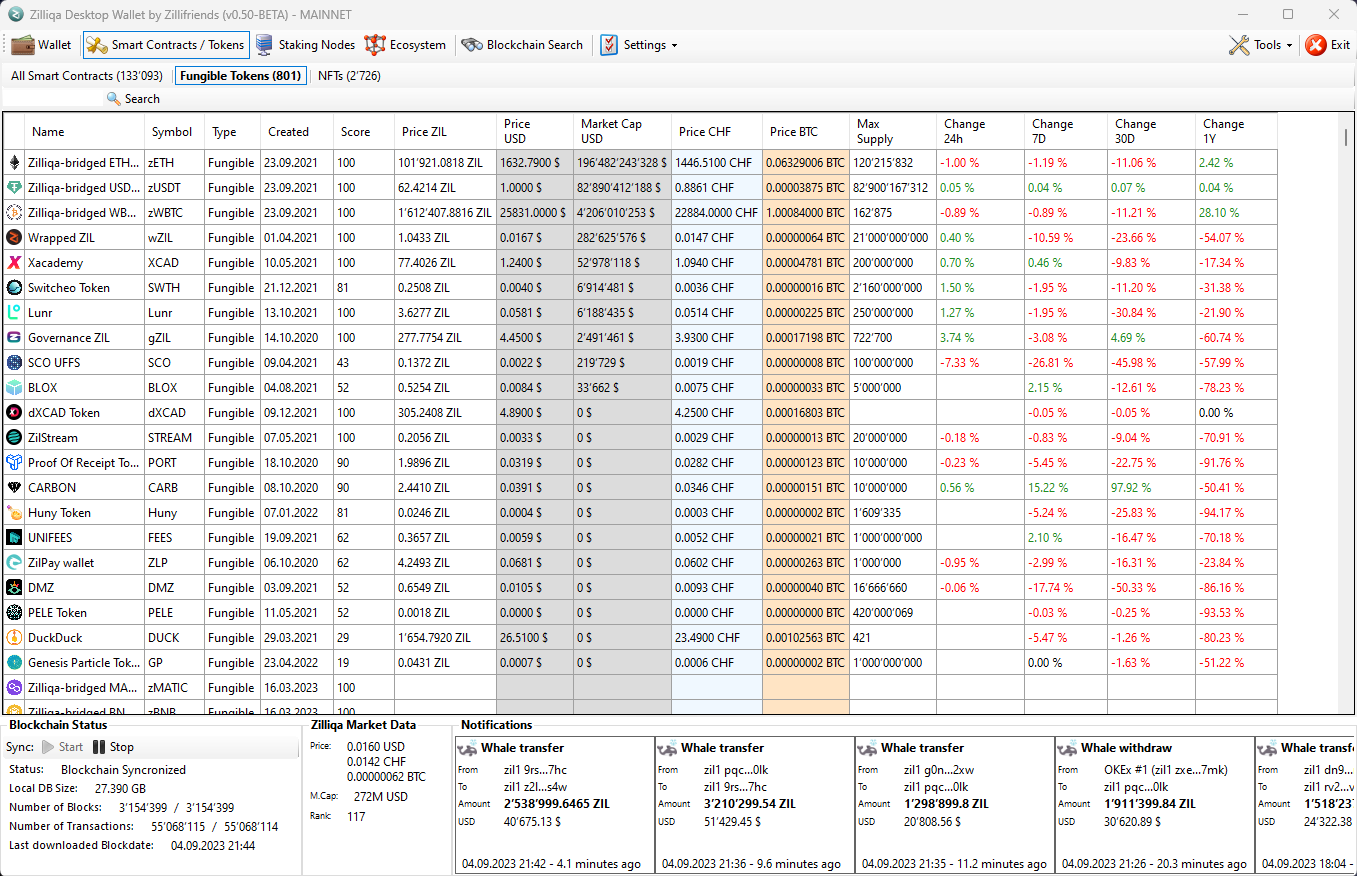 Zilliqa Desktop Wallet by Zillifriends (v0.50-BETA) - MAINNET
Wallet Smart Contracts / Tokens Staking Nodes Ecosystem Blockchain Search Settings Tools Exit
All Smart Contracts (133'093) Fungible Tokens (801) NFTs (2'726)
Search
Name Symbol Type Created Score Price ZIL Price USD Market Cap USD Price CHF Price BTC Max Supply Change 24h Change 7D Change 30D Change 1Y
Zilliqa-bridged ETH... zETH Fungible 23.09.2021 100 101'921.0818 ZIL 1632.7900 $ 196'482'243'328 $ 1446.5100 CHF 0.06329006 BTC 120'215'832 -1.00 % -1.19 % -11.06 % 2.42 %
Zilliqa-bridged USD... zUSDT Fungible 23.09.2021 100 62.4214 ZIL 1.0000 $ 82'890'412'188 $ 0.8861 CHF 0.00003875 BTC 82'900'167'312 0.05 % 0.04 % 0.07 % 0.04 %
Zilliqa-bridged WB... zWBTC Fungible 23.09.2021 100 1'612'407.8816 ZIL 25831.0000 $ 4'206'010'253 $ 22884.0000 CHF 1.00084000 BTC 162'875 -0.89 % -0.89 % -11.21 % 28.10 %
Wrapped ZIL wZIL Fungible 01.04.2021 100 1.0433 ZIL 0.0167 $ 282'625'576 $ 0.0147 CHF 0.00000064 BTC 21'000'000'000 0.40 % -10.59 % -23.66 % -54.07 %
Xacademy XCAD Fungible 10.05.2021 100 77.4026 ZIL 1.2400 $ 52'978'118 $ 1.0940 CHF 0.00004781 BTC 200'000'000 0.70 % 0.46 % -9.83 % -17.34 %
Switcheo Token SWTH Fungible 21.12.2021 81 0.2508 ZIL 0.0040 $ 6'914'481 $ 0.0036 CHF 0.00000016 BTC 2'160'000'000 1.50 % -1.95 % -11.20 % -31.38 %
Lunr Lunr Fungible 13.10.2021 100 3.6277 ZIL 0.0581 $ 6'188'435 $ 0.0514 CHF 0.00000225 BTC 250'000'000 1.27 % -1.95 % -30.84 % -21.90 %
Governance ZIL gZIL Fungible 14.10.2020 100 277.7754 ZIL 4.4500 $ 2'491'461 $ 3.9300 CHF 0.00017198 BTC 722'700 3.74 % -3.08 % 4.69 % -60.74 %
SCO UFFS SCO Fungible 09.04.2021 43 0.1372 ZIL 0.0022 $ 219'729 $ 0.0019 CHF 0.00000008 BTC 100'000'000 -7.33 % -26.81 % -45.98 % -57.99 %
BLOX BLOX Fungible 04.08.2021 52 0.5254 ZIL 0.0084 $ 33'662 $ 0.0075 CHF 0.00000033 BTC 5'000'000 2.15 % -12.61 % -78.23 %
dXCAD Token dXCAD Fungible 09.12.2021 100 305.2408 ZIL 4.8900 $ 0 $ 4.2500 CHF 0.00016803 BTC -0.05 % -0.05 % 0.00 %
ZilStream STREAM Fungible 07.05.2021 100 0.2056 ZIL 0.0033 $ 0 $ 0.0029 CHF 0.00000013 BTC 20'000'000 -0.18 % -0.83 % -9.04 % -70.91 %
Proof Of Receipt To... PORT Fungible 18.10.2020 90 1.9896 ZIL 0.0319 $ 0 $ 0.0282 CHF 0.00000123 BTC 10'000'000 -0.23 % -5.45 % -22.75 % -91.76 %
CARBON CARB Fungible 08.10.2020 90 2.4410 ZIL 0.0391 $ 0 $ 0.0346 CHF 0.00000151 BTC 10'000'000 0.56 % 15.22 % 97.92 % -50.41 %
Huny Token Huny Fungible 07.01.2022 81 0.0246 ZIL 0.0004 $ 0 $ 0.0003 CHF 0.00000002 BTC 1'609'335 -5.24 % -25.83 % -94.17 %
UNIFEES FEES Fungible 19.09.2021 62 0.3657 ZIL 0.0059 $ 0 $ 0.0052 CHF 0.00000021 BTC 1'000'000'000 2.10 % -16.47 % -70.18 %
ZilPay wallet ZLP Fungible 06.10.2020 62 4.2493 ZIL 0.0681 $ 0 $ 0.0602 CHF 0.00000263 BTC 1'000'000 -0.95 % -2.99 % -16.31 % -23.84 %
DMZ DMZ Fungible 03.09.2021 52 0.6549 ZIL 0.0105 $ 0 $ 0.0093 CHF 0.00000040 BTC 16'666'660 -0.06 % -17.74 % -50.33 % -86.16 %
PELE Token PELE Fungible 11.05.2021 52 0.0018 ZIL 0.0000 $ 0 $ 0.0000 CHF 0.00000000 BTC 420'000'069 -0.03 % -0.25 % -93.53 %
DuckDuck DUCK Fungible 29.03.2021 29 1'654.7920 ZIL 26.5100 $ 0 $ 23.4900 CHF 0.00102563 BTC 421 -5.47 % -1.26 % -80.23 %
Genesis Particle Tok... GP Fungible 23.04.2022 19 0.0431 ZIL 0.0007 $ 0 $ 0.0006 CHF 0.00000002 BTC 1'000'000'000 0.00 % -1.63 % -51.22 %
Zilliqa-bridged MA... zMATIC Fungible 16.03.2023 100
Zilliqa-bridged BN... zBNB Fungible 16.03.2023 100
Blockchain Status
Sync: Start Stop
Status: Blockchain Syncronized
Local DB Size: 27.390 GB
Number of Blocks: 3'154'399 / 3'154'399
Number of Transactions: 55'068'115 / 55'068'114
Last downloaded Blockdate: 04.09.2023 21:44
Zilliqa Market Data
Price: 0.0160 USD
0.0142 CHF
0.00000062 BTC
M.Cap: 272M USD
Rank: 117
Notifications
Whale transfer
From zil1 9rs...7hc
To zil1 z2l...s4w
Amount 2'538'999.6465 ZIL
USD 40'675.13 $
04.09.2023 21:42 - 4.1 minutes ago
Whale transfer
From zil1 pqc...0lk
To zil1 9rs...7hc
Amount 3'210'299.54 ZIL
USD 51'429.45 $
04.09.2023 21:36 - 9.6 minutes ago
Whale transfer
From zil1 g0n...2xw
To zil1 pqc...0lk
Amount 1'298'899.8 ZIL
USD 20'808.56 $
04.09.2023 21:35 - 11.2 minutes ago
Whale withdraw
From OKEx #1 (zil1 zxe...7mk)
To zil1 pqc...0lk
Amount 1'911'399.84 ZIL
USD 30'620.89 $
04.09.2023 21:26 - 20.3 minutes ago
Whale transf
From zil1 dn9...
To zil1 rv2...
Amount 1'518'23
USD 24'322.38
04.09.2023 18:04 -